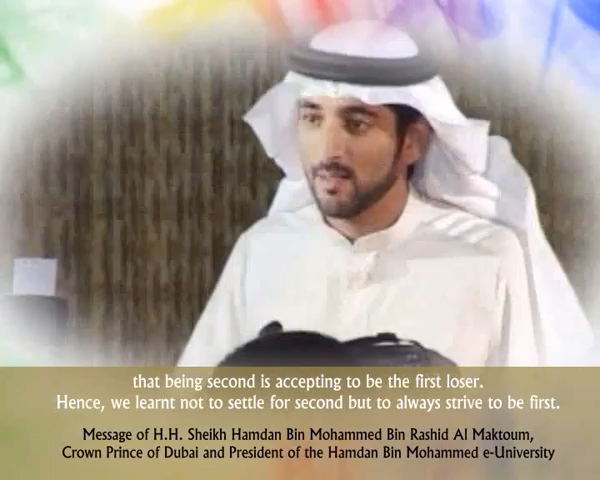 that being second is accepting to be the first loser.
Hence, we learnt not to settle for second but to always strive to be first.
Message of H.H. Sheikh Hamdan Bin Mohammed Bin Rashid Al Maktoum,
Crown Prince of Dubai and President of the Hamdan Bin Mohammed e-University